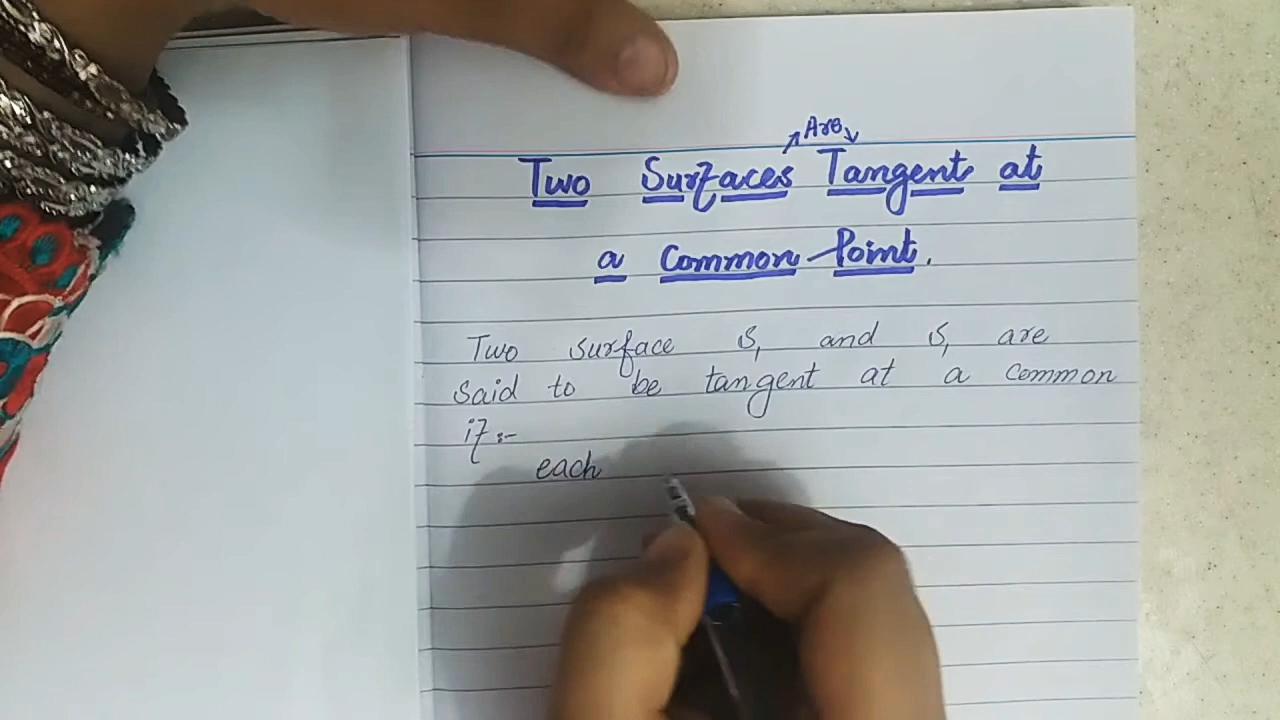 Are
Two Surfaces Tangent at
a Common Point.
Two surface S₁ and S₁ are
said to be tangent at a common
if :-
each